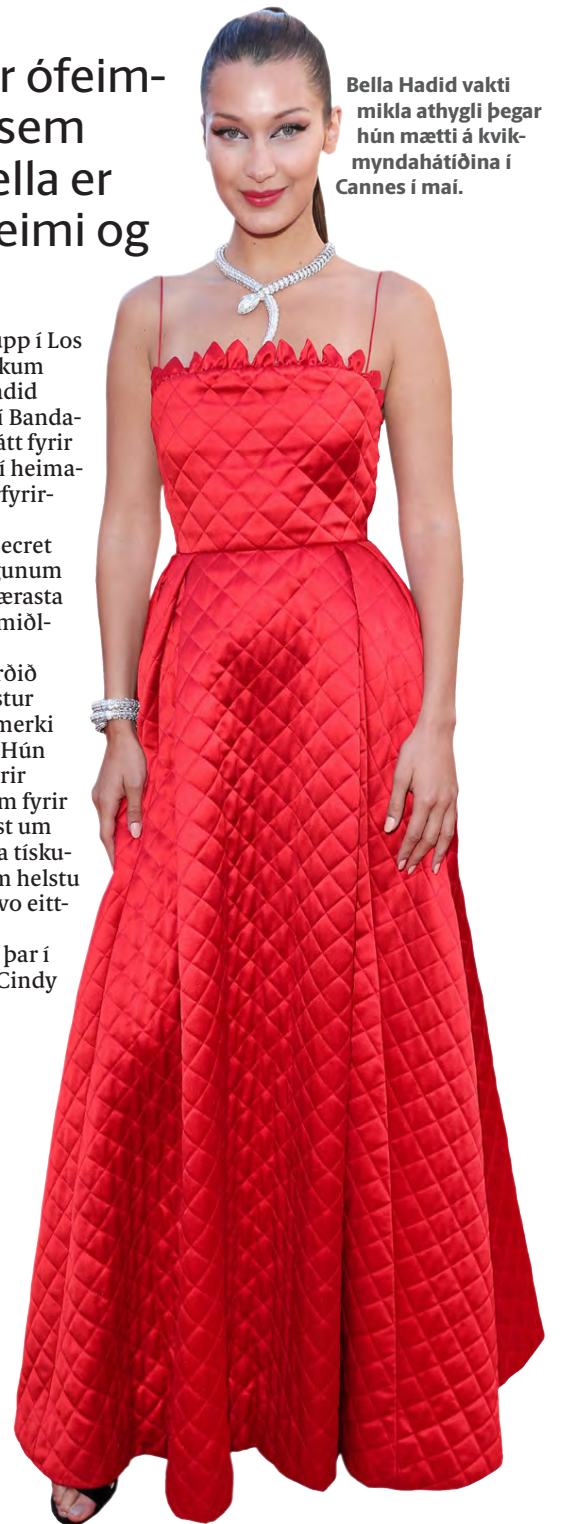 r ófeim-
sem
ella er
eimi og
Bella Hadid vakti
mikla athygli þegar
hún mætti á kvik-
myndahátíðina í
Cannes í maí.
upp í Los
kum
adid
í Banda-
átt fyrir
í heima-
fyrir-
Secret
gunum
ærasta
miðl-
rðið
stur
merki
Hún
rir
m fyrir
st um
a tísku-
m helstu
vo eitt-
þar í
Cindy